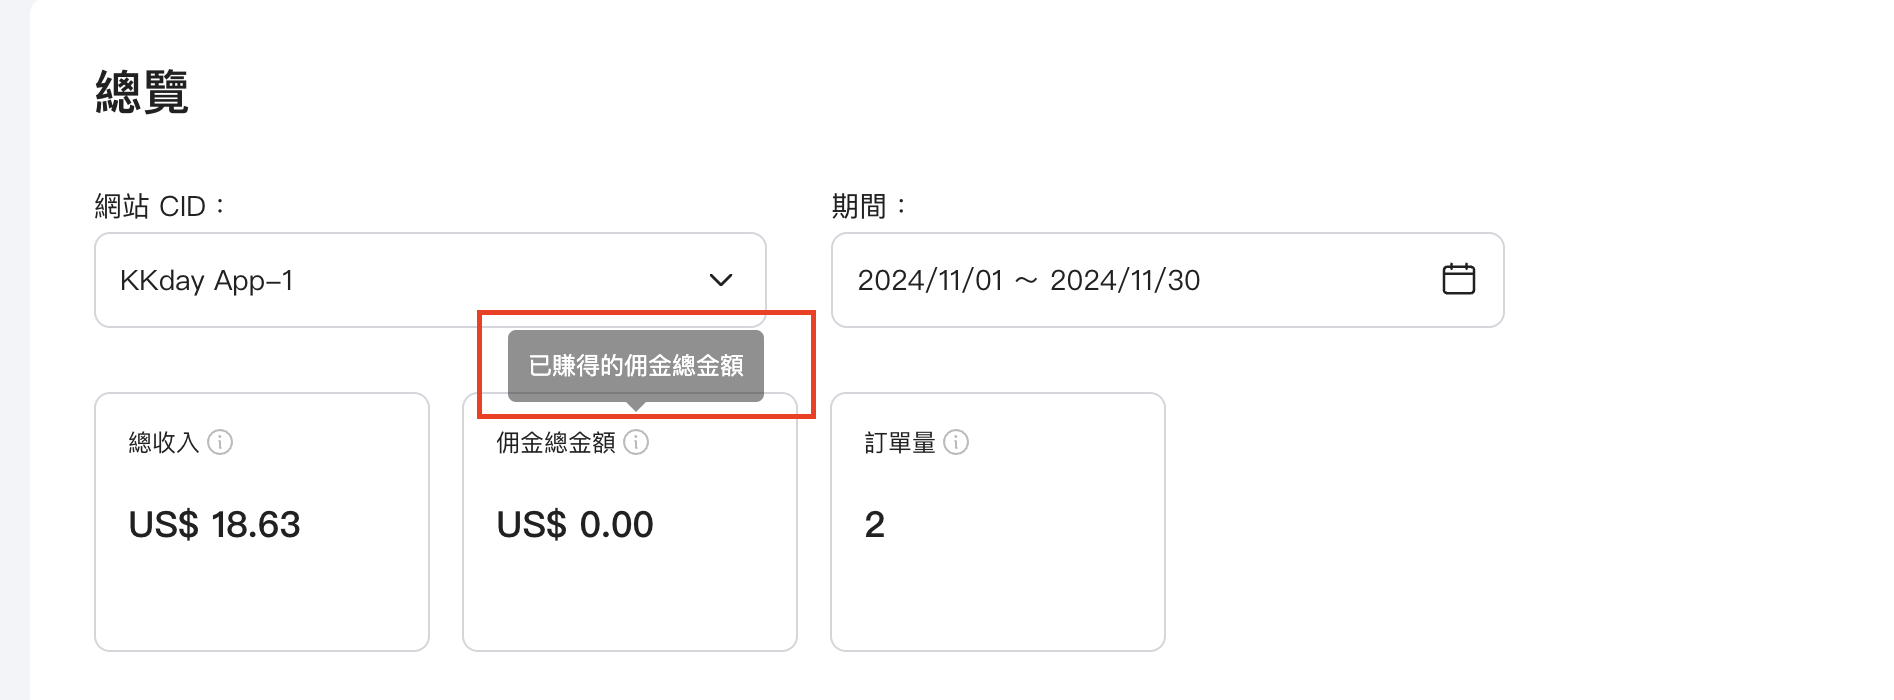 總覽
網站 CID：
期間：
KKday App-1
2024/11/01 ～ 2024/11/30
已賺得的佣金總金額
總收入
佣金總金額
訂單量
US$ 18.63
US$ 0.00
2